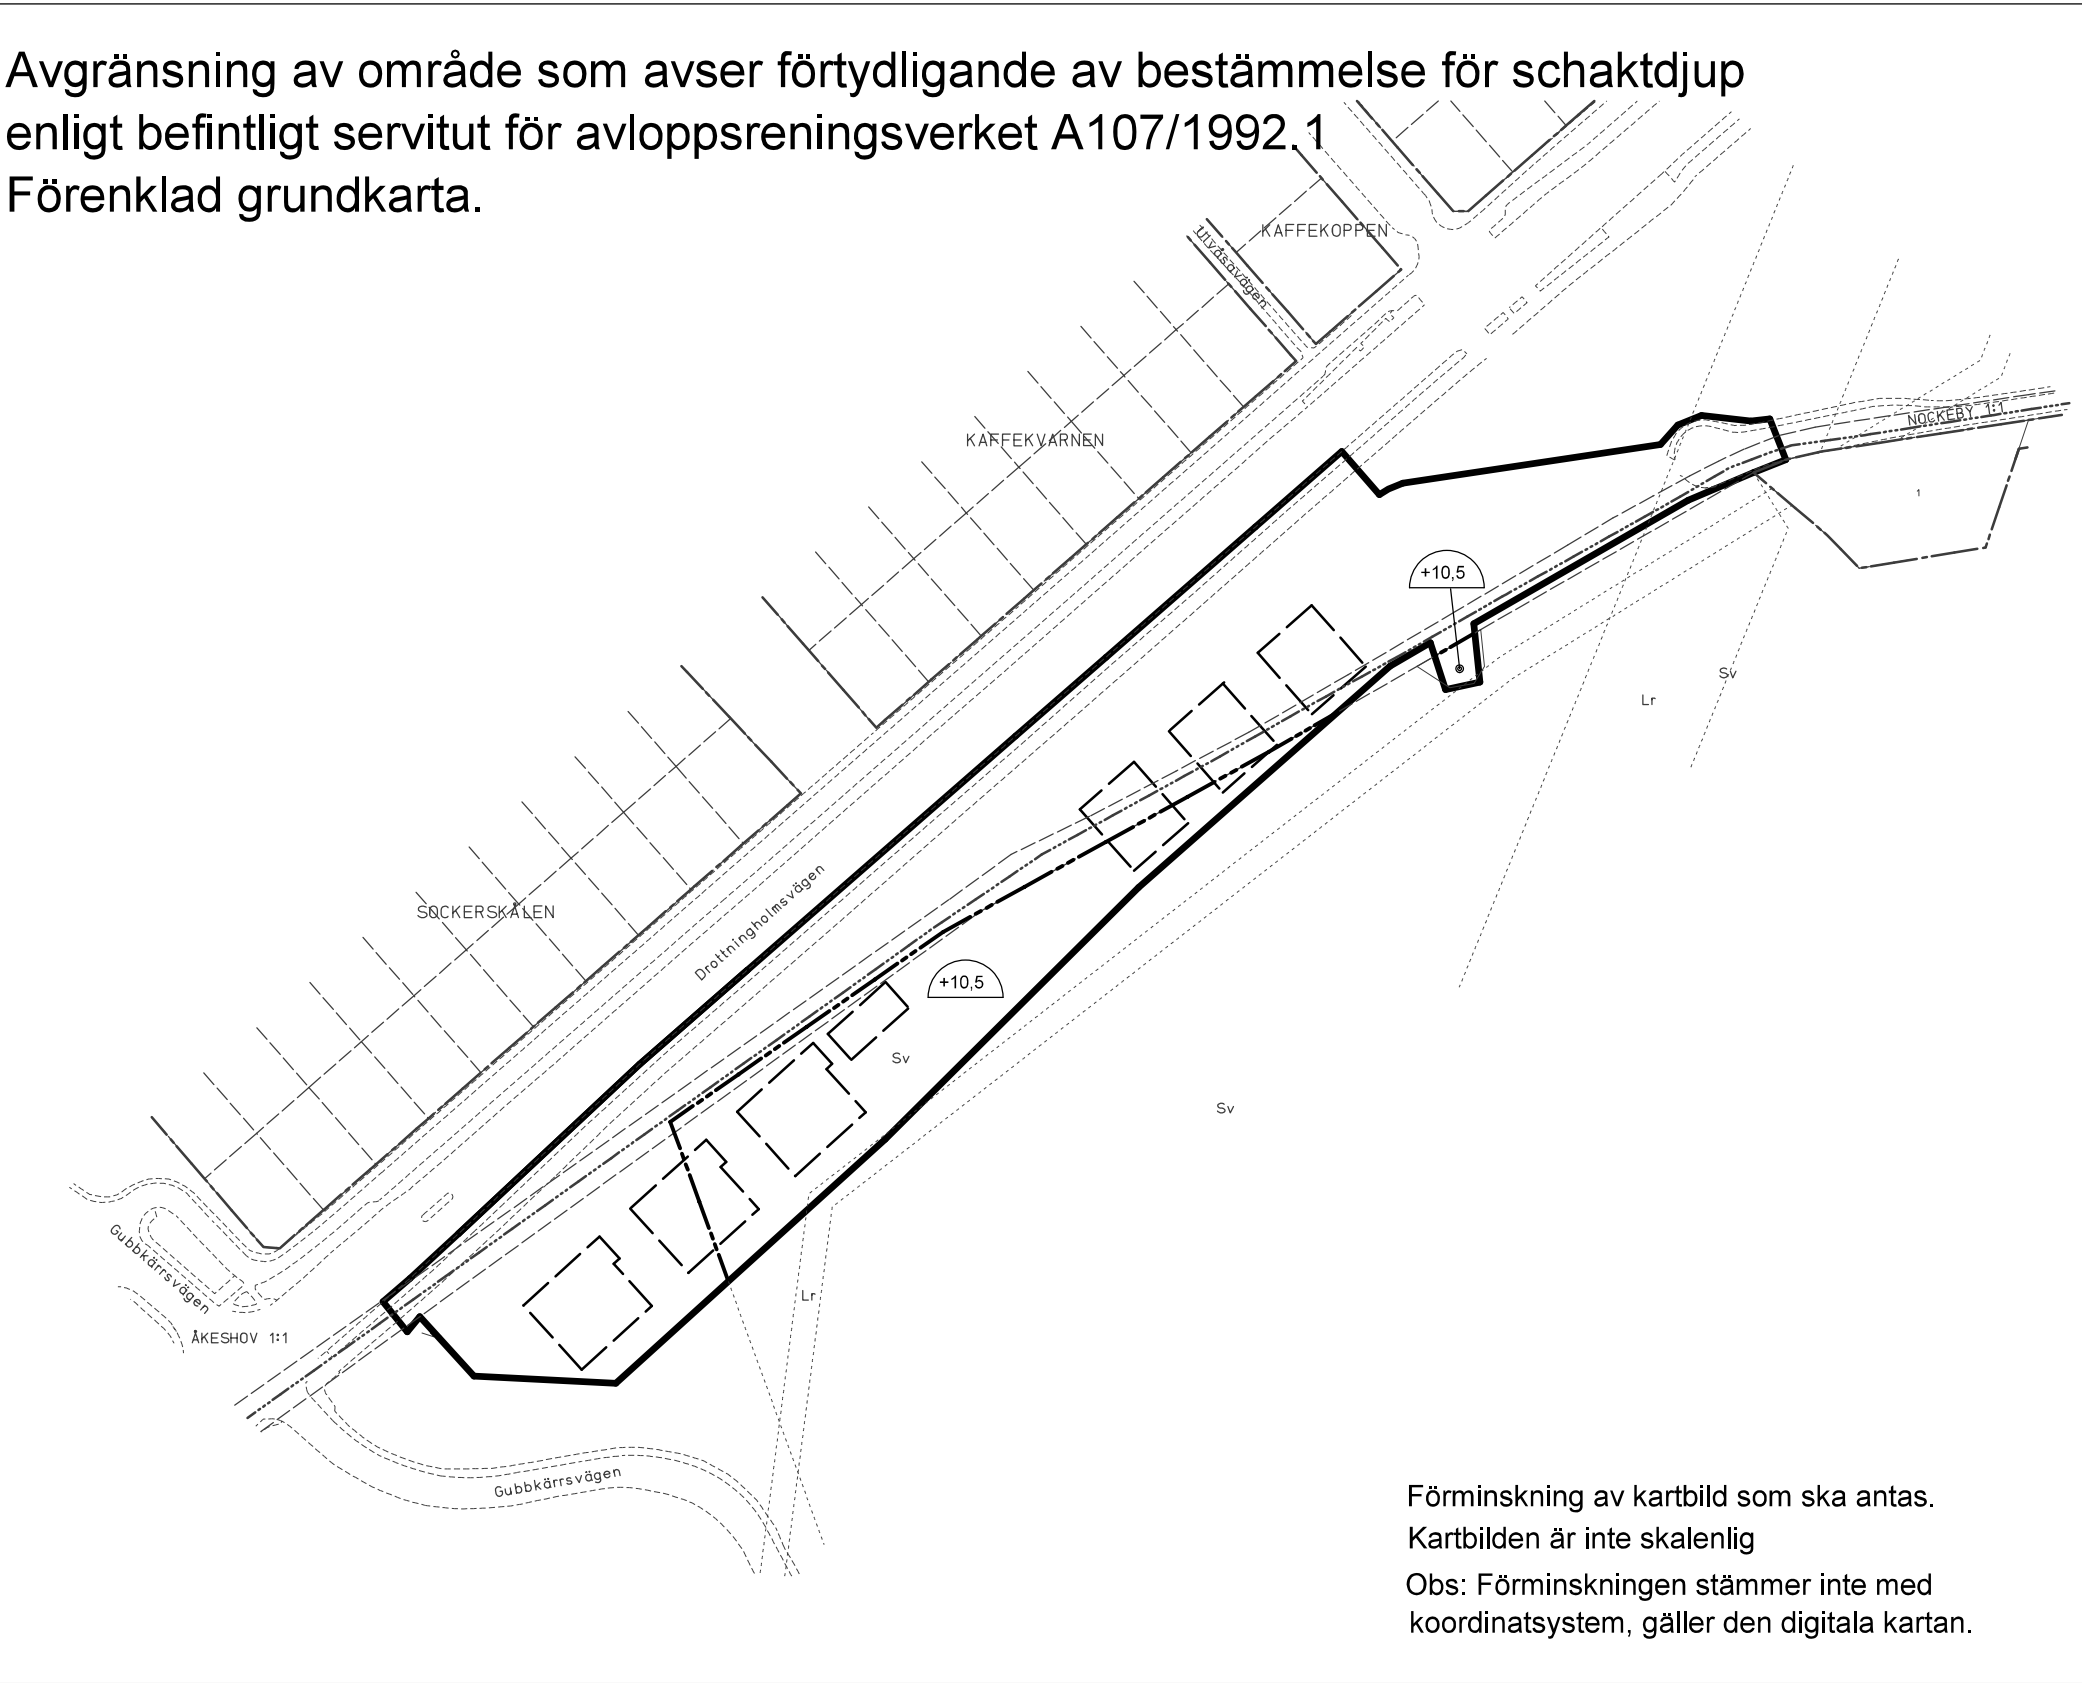 Avgränsning av område som avser förtydligande av bestämmelse för schaktdjup
enligt befintligt servitut för avloppsreningsverket A107/1992.1
Förenklad grundkarta.
KAFFEKOPPEN
Ulvåsavägen
NOCKEBY 1:1
KAFFEKVARNEN
1
+10,5
Sv
Lr
Drottningholmsvägen
SOCKERSKÅLEN
+10,5
Sv
Sv
Gubbkärrsvägen
Lr
ÅKESHOV 1:1
Gubbkärrsvägen
Förminskning av kartbild som ska antas.
Kartbilden är inte skalenlig
Obs: Förminskningen stämmer inte med
koordinatsystem, gäller den digitala kartan.